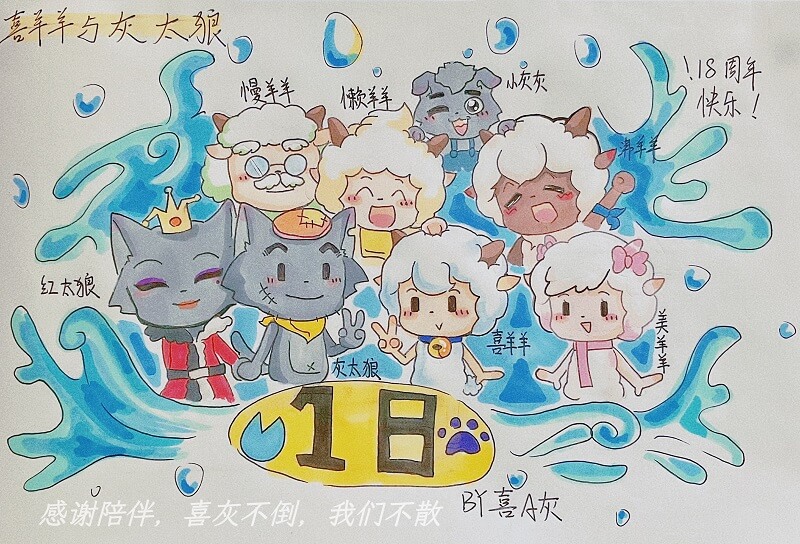 喜羊羊与灰太狼
！18周年
快乐！
慢羊羊
懒羊羊
小灰灰
沸羊羊
红太狼
灰太狼
喜羊羊
美羊羊
18
BY喜A灰
感谢陪伴，喜灰不倒，我们不散